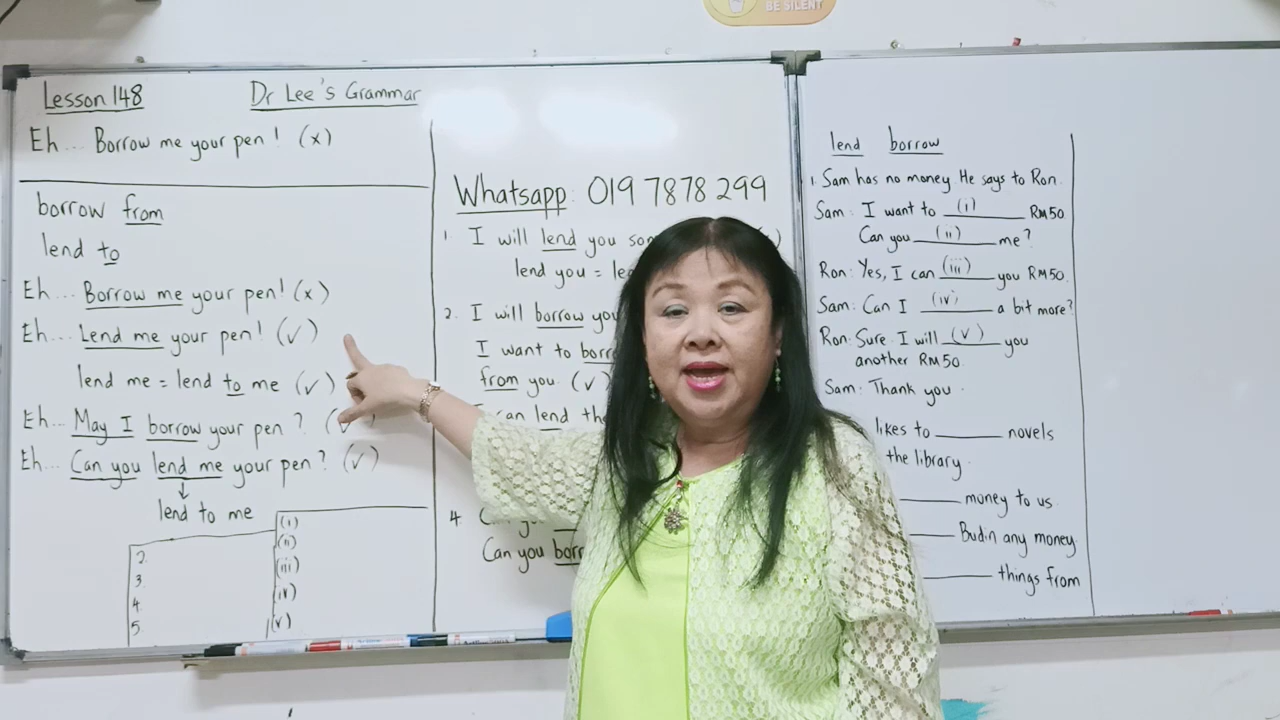 BE SILENT
Lesson 148 Dr Lee's Grammar
Eh... Borrow me your pen! (x)
borrow from
lend to
Eh... Borrow me your pen! (x)
Eh... Lend me your pen! (✓)
lend me = lend to me (✓)
Eh... May I borrow your pen? (✓)
Eh... Can you lend me your pen? (✓)
↓
lend to me
2.
3.
4.
5
(i)
(ii)
(iii)
(iv)
(v)
Whatsapp: 019 7878 299
1. I will lend you
lend you =
2. I will borrow you
I want to
from you. (✓)
can lend
4
Can you
lend borrow
1. Sam has no money. He says to Ron.
Sam: I want to (i) RM50.
Can you (ii) me?
Ron: Yes, I can (iii) you RM50.
Sam: Can I (iv) a bit more?
Ron: Sure. I will (v) you
another RM50.
Sam: Thank you.
likes to ______ novels
the library.
______ money to us.
______ Budin any money
______ things from